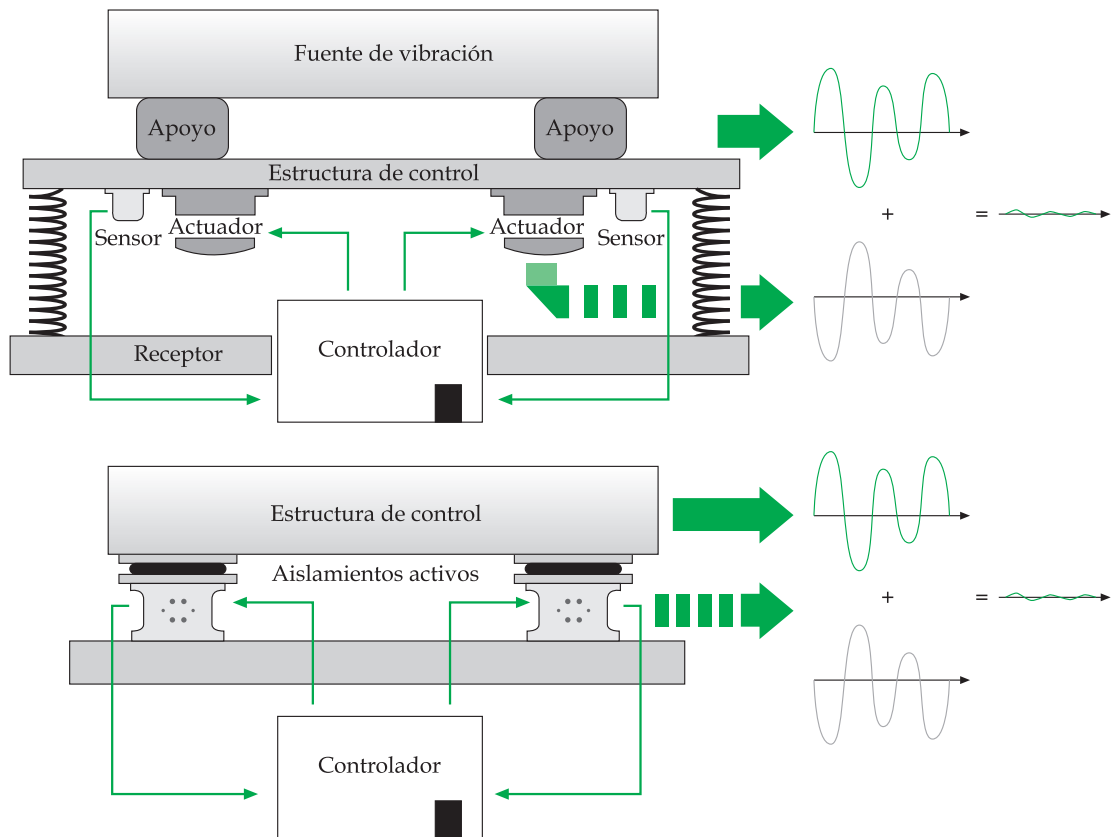 Fuente de vibración
Apoyo
Apoyo
Estructura de control
Sensor
Actuador
Actuador
Sensor
+
=
Receptor
Controlador
Estructura de control
Aislamientos activos
+
=
Controlador